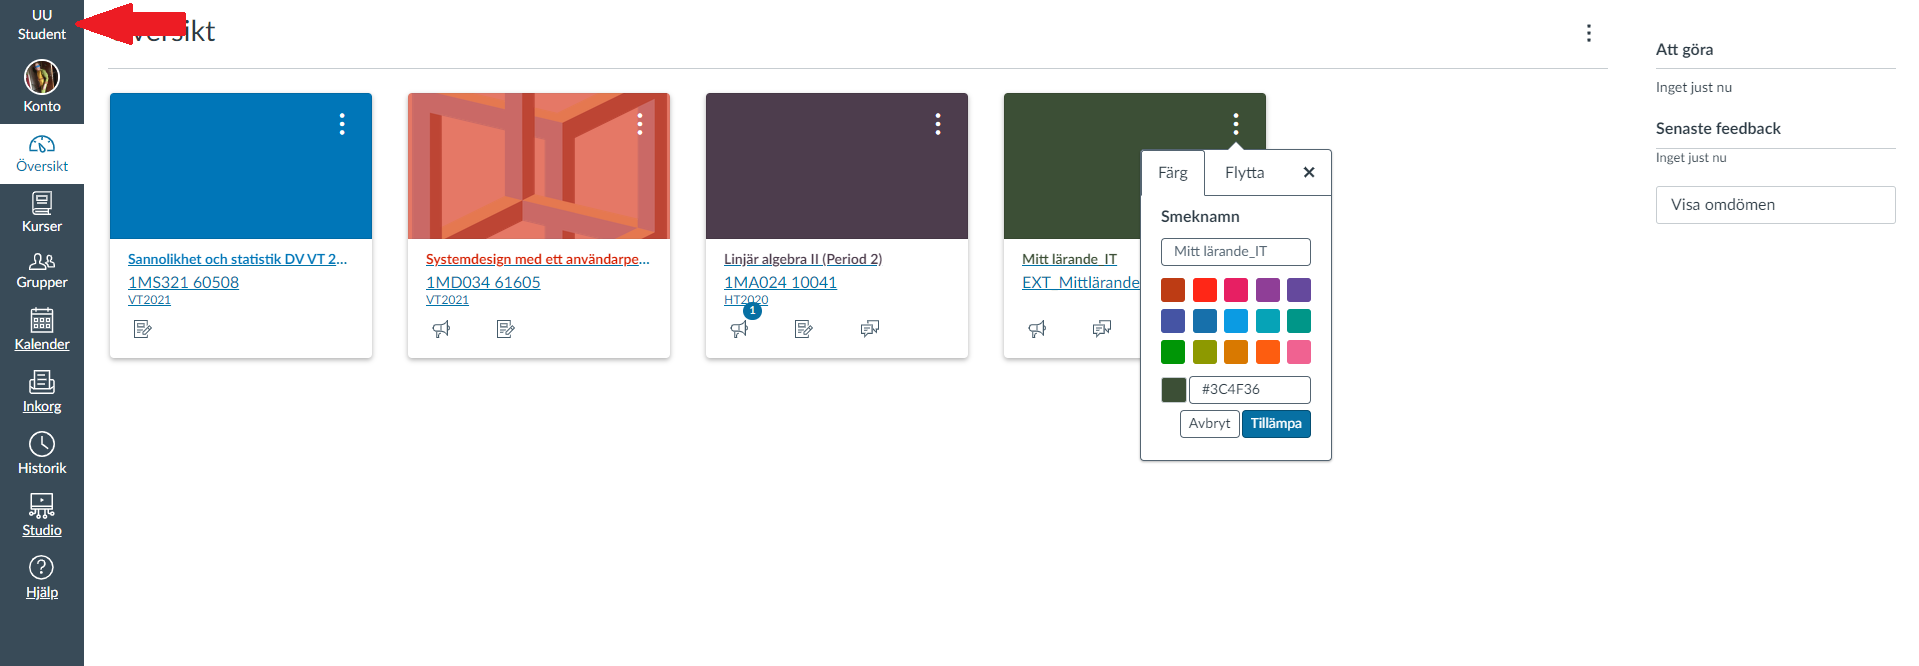 UU
Student
Konto
Översikt
Kurser
Grupper
Kalender
Inkorg
Historik
Studio
Hjälp
Sannolikhet och statistik DV VT 2...
1MS321 60508
VT2021
Systemdesign med ett användarpe...
1MD034 61605
VT2021
Linjär algebra II (Period 2)
1MA024 10041
HT2020
1
Mitt lärande_IT
EXT_Mittlärande
Färg
Flytta
Smeknamn
Mitt lärande_IT
#3C4F36
Avbryt
Tillämpa
Att göra
Inget just nu
Senaste feedback
Inget just nu
Visa omdömen